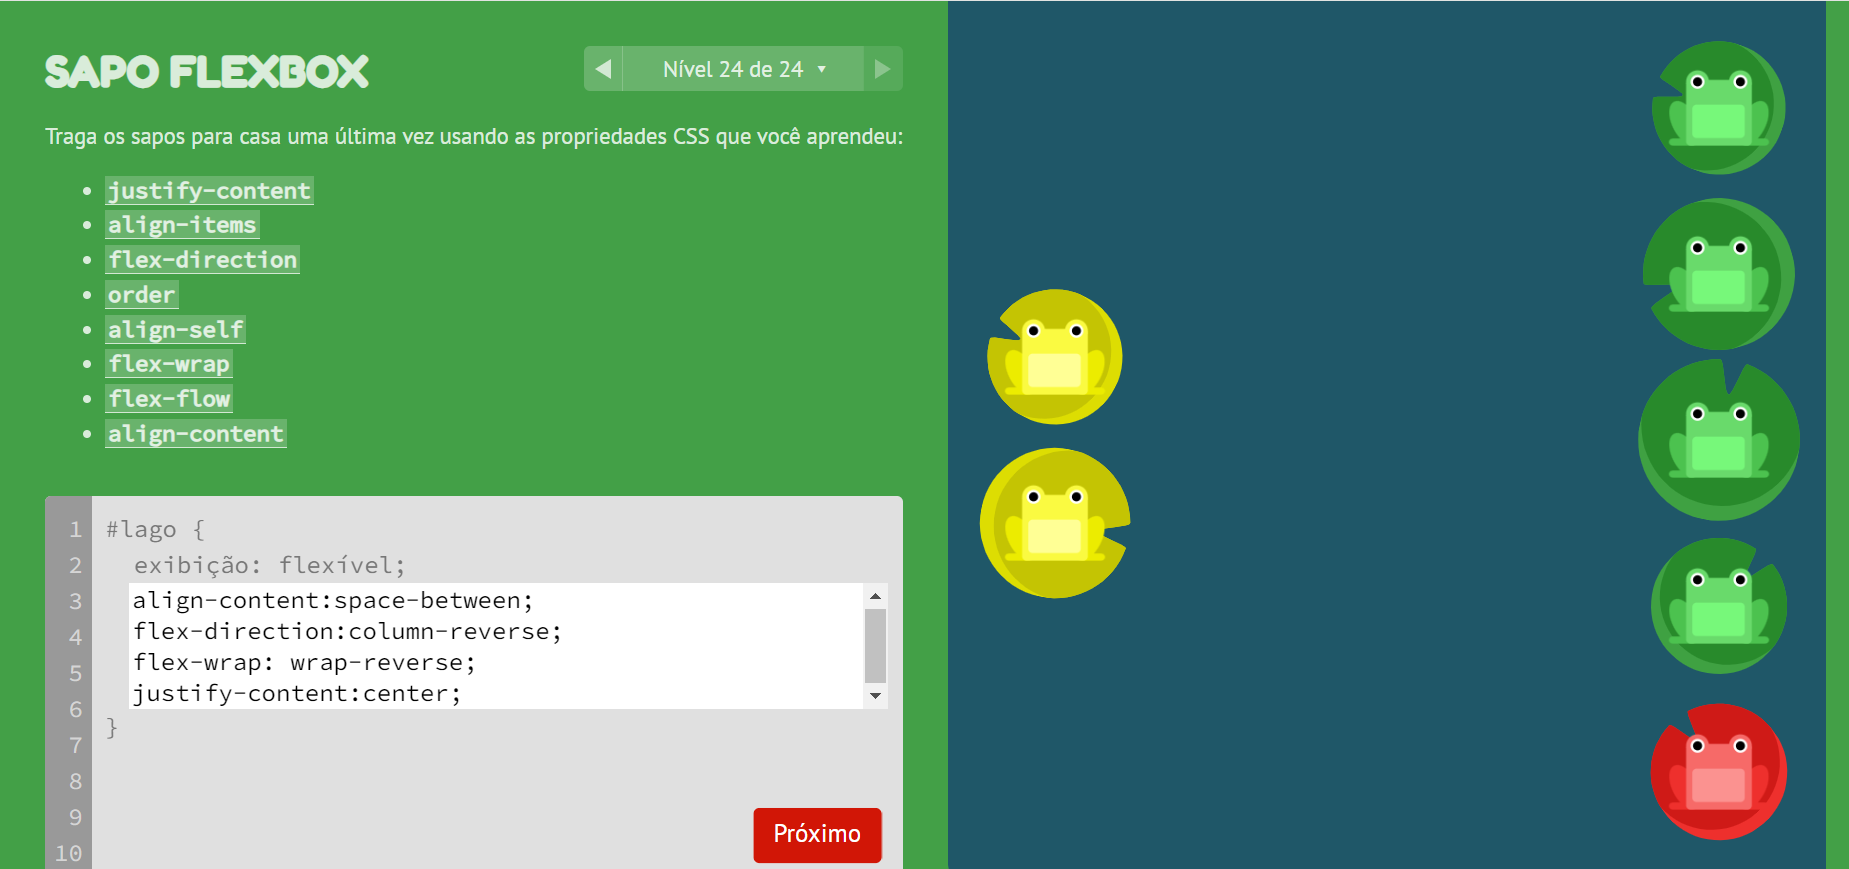 SAPO FLEXBOX
Nível 24 de 24
Traga os sapos para casa uma última vez usando as propriedades CSS que você aprendeu:
justify-content
align-items
flex-direction
order
align-self
flex-wrap
flex-flow
align-content
1 #lago {
2 exibição: flexível;
3 align-content:space-between;
4 flex-direction:column-reverse;
5 flex-wrap: wrap-reverse;
6 justify-content:center;
7 }
8
9
10
Próximo